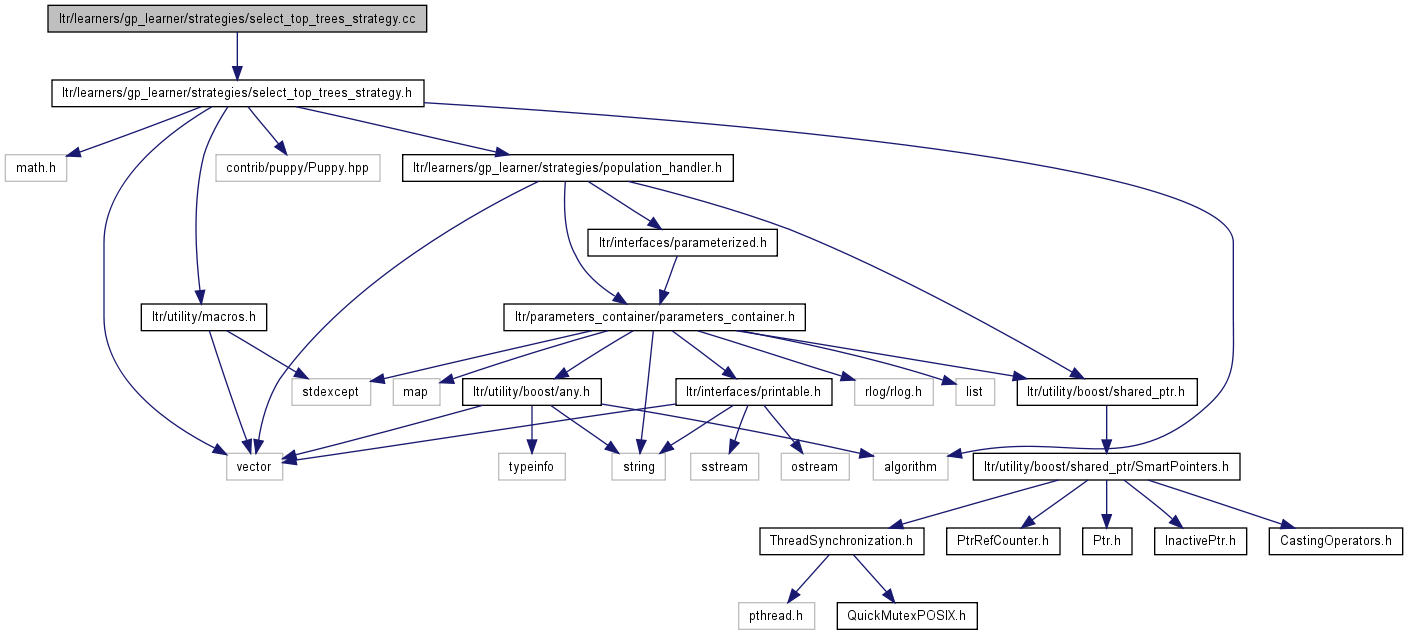 ltr/learners/gp_learner/strategies/select_top_trees_strategy.cc
ltr/learners/gp_learner/strategies/select_top_trees_strategy.h
math.h
contrib/puppy/Puppy.hpp
ltr/learners/gp_learner/strategies/population_handler.h
ltr/interfaces/parameterized.h
ltr/utility/macros.h
ltr/parameters_container/parameters_container.h
stdexcept
map
ltr/utility/boost/any.h
ltr/interfaces/printable.h
rlog/rlog.h
list
ltr/utility/boost/shared_ptr.h
vector
typeinfo
string
sstream
ostream
algorithm
ltr/utility/boost/shared_ptr/SmartPointers.h
ThreadSynchronization.h
PtrRefCounter.h
Ptr.h
InactivePtr.h
CastingOperators.h
pthread.h
QuickMutexPOSIX.h